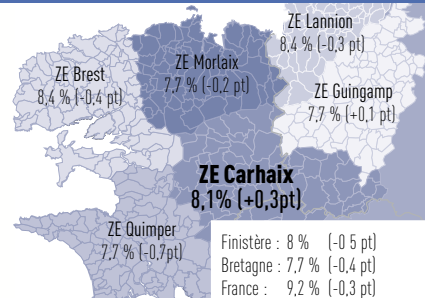 ZE Lannion
8,4 % (-0,3 pt)
ZE Morlaix
7,7 % (-0,2 pt)
ZE Brest
8,4 % (-0,4 pt)
ZE Guingamp
7,7 % (+0,1 pt)
ZE Carhaix
8,1% (+0,3pt)
ZE Quimper
7,7 % (-0,7pt)
Finistère : 8 % (-0 5 pt)
Bretagne : 7,7 % (-0,4 pt)
France : 9,2 % (-0,3 pt)